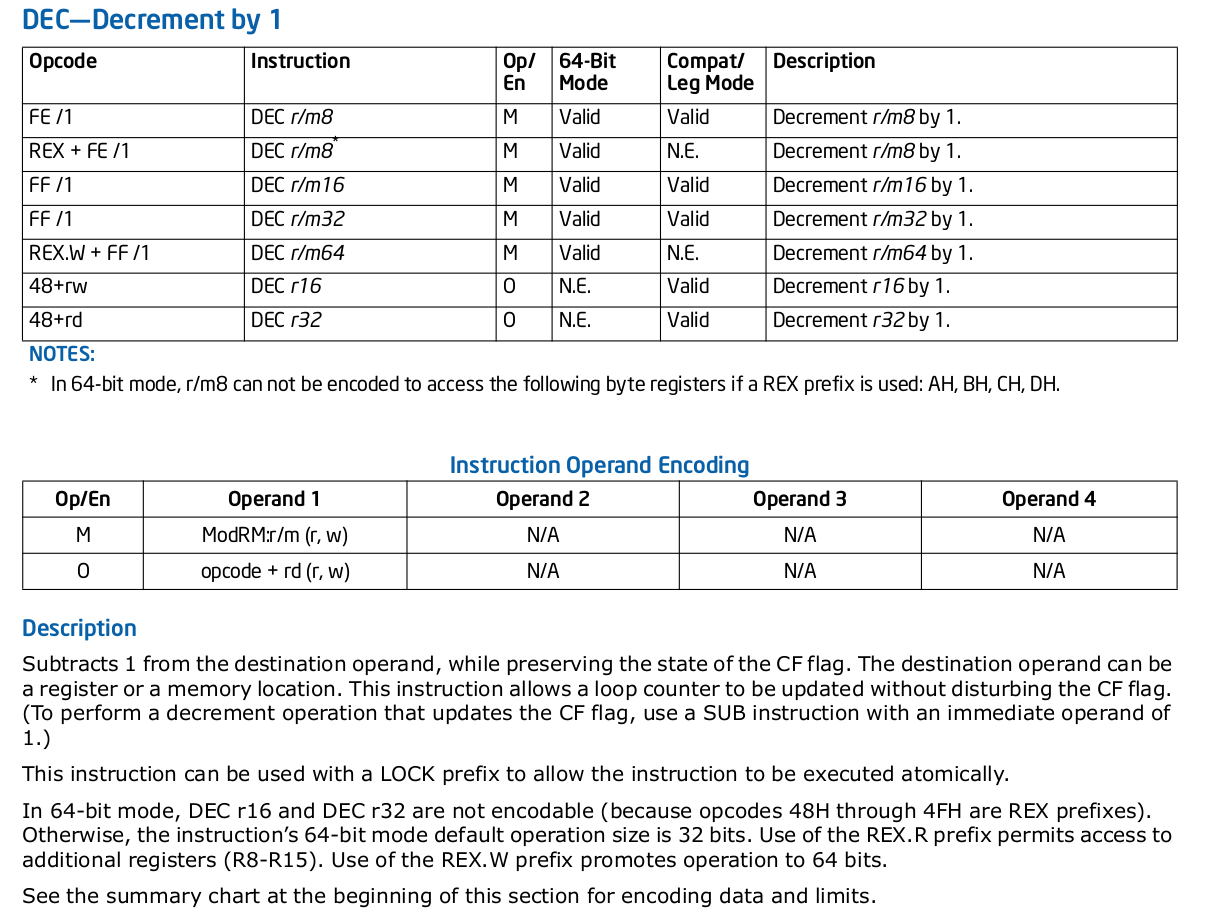 DEC—Decrement by 1
Opcode Instruction Op/ En 64-Bit Mode Compat/ Leg Mode Description
FE /1 DEC r/m8 M Valid Valid Decrement r/m8 by 1.
REX + FE /1 DEC r/m8* M Valid N.E. Decrement r/m8 by 1.
FF /1 DEC r/m16 M Valid Valid Decrement r/m16 by 1.
FF /1 DEC r/m32 M Valid Valid Decrement r/m32 by 1.
REX.W + FF /1 DEC r/m64 M Valid N.E. Decrement r/m64 by 1.
48+rw DEC r16 O N.E. Valid Decrement r16 by 1.
48+rd DEC r32 O N.E. Valid Decrement r32 by 1.
NOTES:
* In 64-bit mode, r/m8 can not be encoded to access the following byte registers if a REX prefix is used: AH, BH, CH, DH.
Instruction Operand Encoding
Op/En Operand 1 Operand 2 Operand 3 Operand 4
M ModRM:r/m (r, w) N/A N/A N/A
O opcode + rd (r, w) N/A N/A N/A
Description
Subtracts 1 from the destination operand, while preserving the state of the CF flag. The destination operand can be
a register or a memory location. This instruction allows a loop counter to be updated without disturbing the CF flag.
(To perform a decrement operation that updates the CF flag, use a SUB instruction with an immediate operand of
1.)
This instruction can be used with a LOCK prefix to allow the instruction to be executed atomically.
In 64-bit mode, DEC r16 and DEC r32 are not encodable (because opcodes 48H through 4FH are REX prefixes).
Otherwise, the instruction's 64-bit mode default operation size is 32 bits. Use of the REX.R prefix permits access to
additional registers (R8-R15). Use of the REX.W prefix promotes operation to 64 bits.
See the summary chart at the beginning of this section for encoding data and limits.